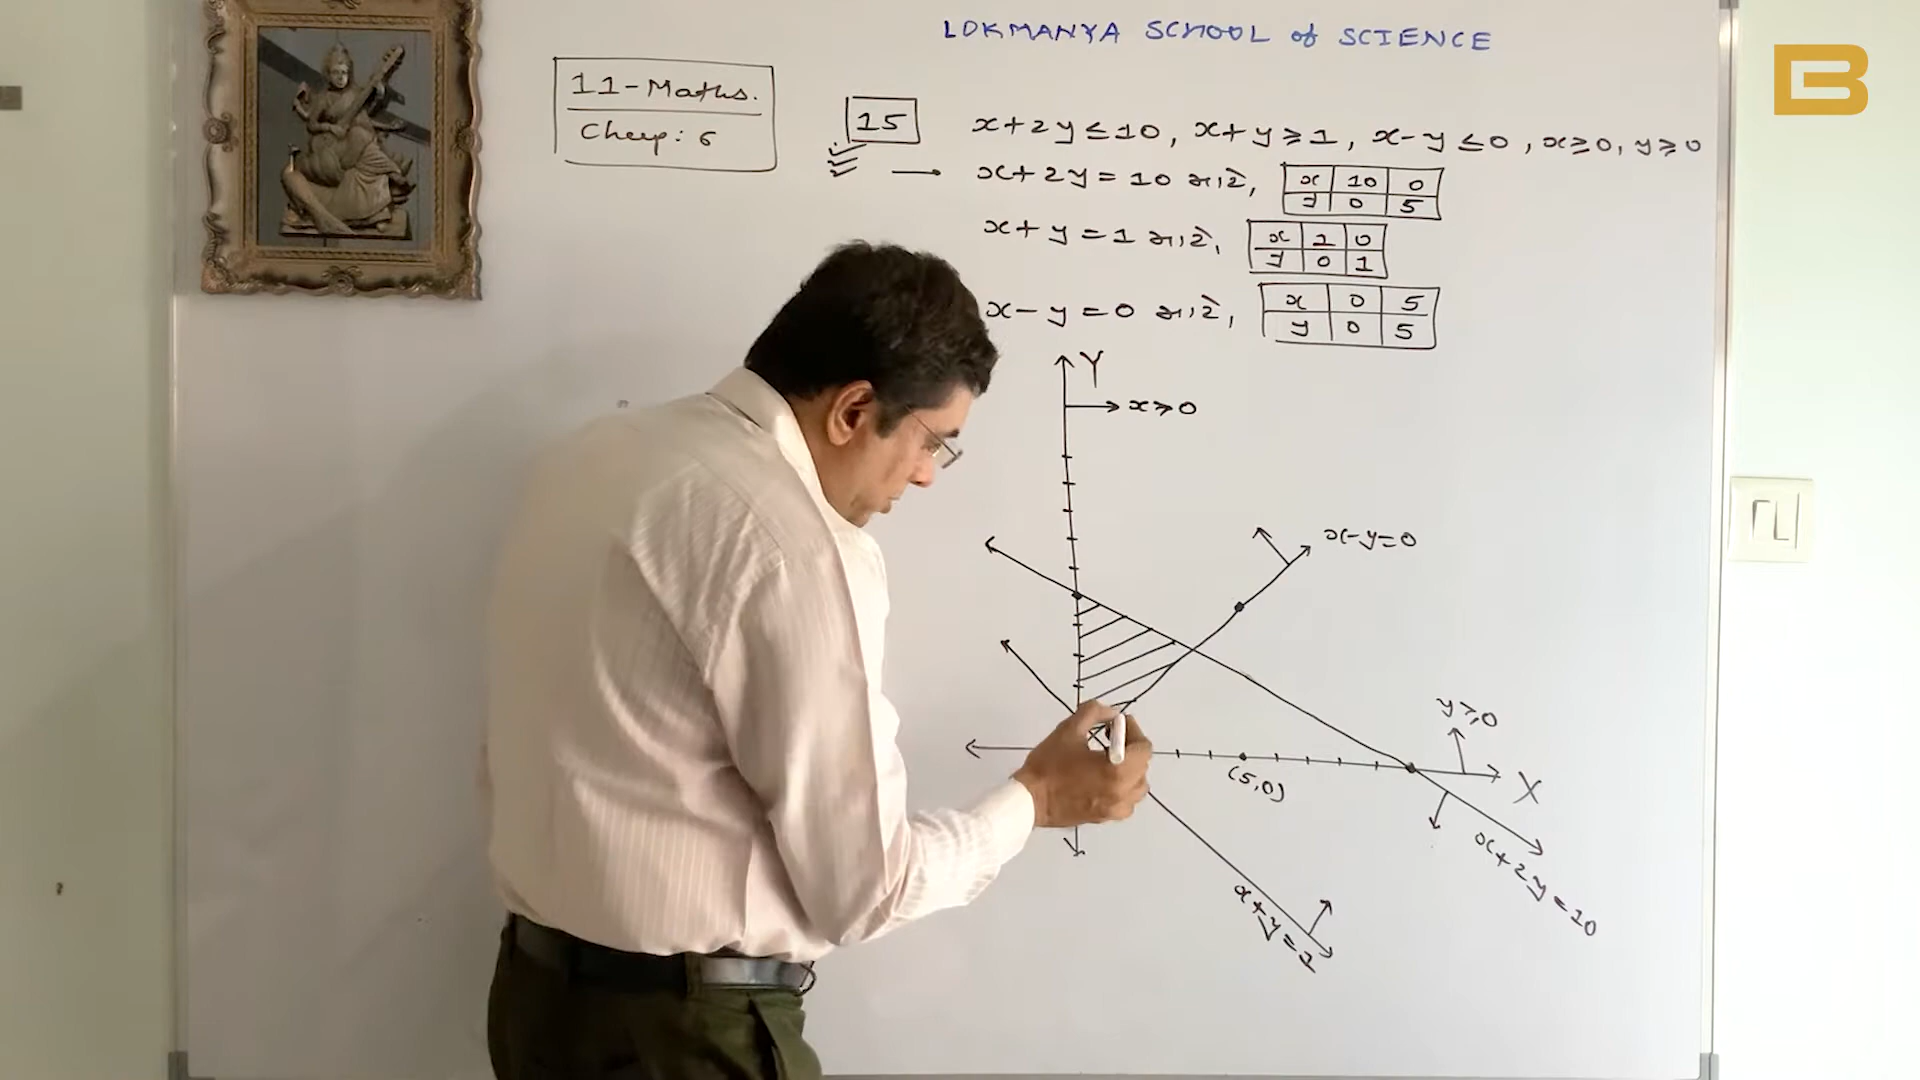 LOKMANYA SCHOOL of SCIENCE
11-Maths.
Chep: 6
15
x+2y≤10, x+y≥1, x-y≤0, x≥0, y≥0
→ x+2y=10 માટે,
x 10 0
y 0 5
x+y=1 માટે,
x 1 0
y 0 1
x-y=0 માટે,
x 0 5
y 0 5
Y
x≥0
x-y=0
y≥0
X
(5,0)
x+2y=10
x+y=1
B